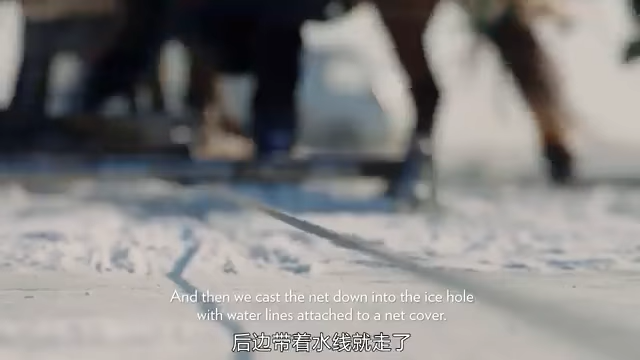 And then we cast the net down into the ice hole
with water lines attached to a net cover.
后边带着水线就走了